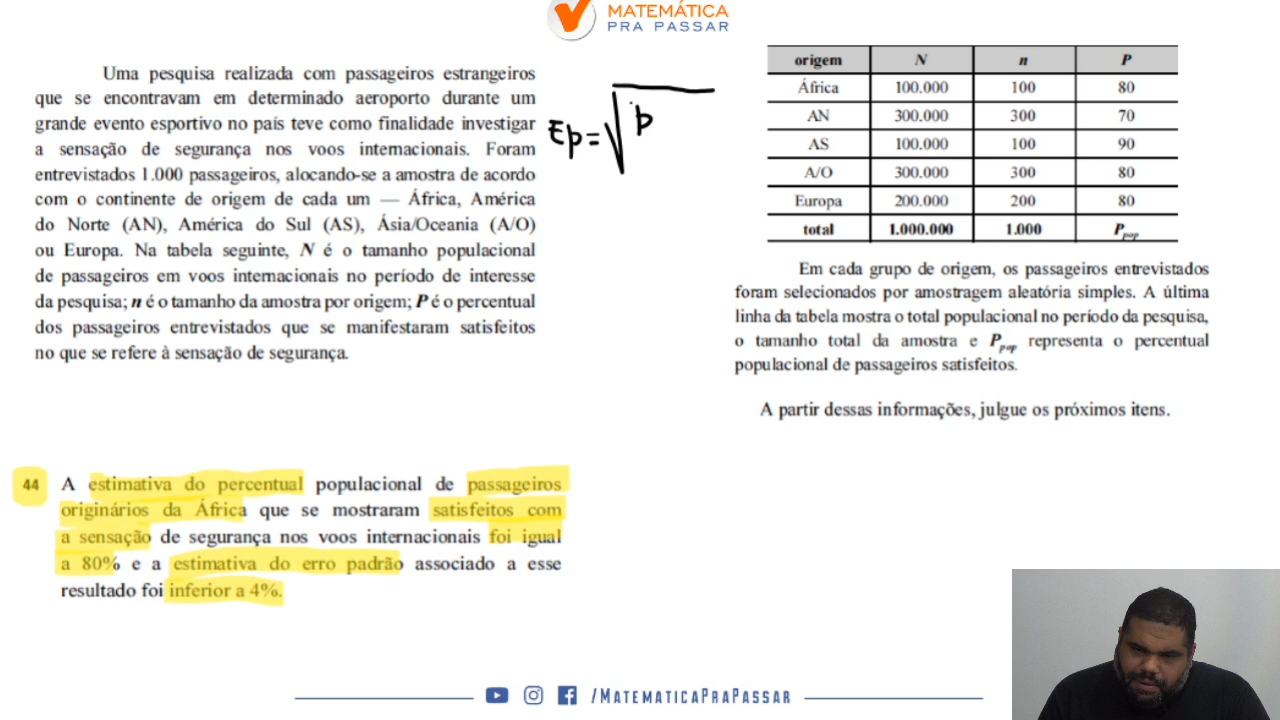 MATEMÁTICA
PRA PASSAR
Uma pesquisa realizada com passageiros estrangeiros
que se encontravam em determinado aeroporto durante um
grande evento esportivo no país teve como finalidade investigar
a sensação de segurança nos voos internacionais. Foram
entrevistados 1.000 passageiros, alocando-se a amostra de acordo
com o continente de origem de cada um — África, América
do Norte (AN), América do Sul (AS), Ásia/Oceania (A/O)
ou Europa. Na tabela seguinte, N é o tamanho populacional
de passageiros em voos internacionais no período de interesse
da pesquisa; n é o tamanho da amostra por origem; P é o percentual
dos passageiros entrevistados que se manifestaram satisfeitos
no que se refere à sensação de segurança.
Ep=√p
origem N n P
África 100.000 100 80
AN 300.000 300 70
AS 100.000 100 90
A/O 300.000 300 80
Europa 200.000 200 80
total 1.000.000 1.000 Ppop
Em cada grupo de origem, os passageiros entrevistados
foram selecionados por amostragem aleatória simples. A última
linha da tabela mostra o total populacional no período da pesquisa,
o tamanho total da amostra e Ppop representa o percentual
populacional de passageiros satisfeitos.
A partir dessas informações, julgue os próximos itens.
44 A estimativa do percentual populacional de passageiros
originários da África que se mostraram satisfeitos com
a sensação de segurança nos voos internacionais foi igual
a 80% e a estimativa do erro padrão associado a esse
resultado foi inferior a 4%.
/MATEMATICAPRAPASSAR